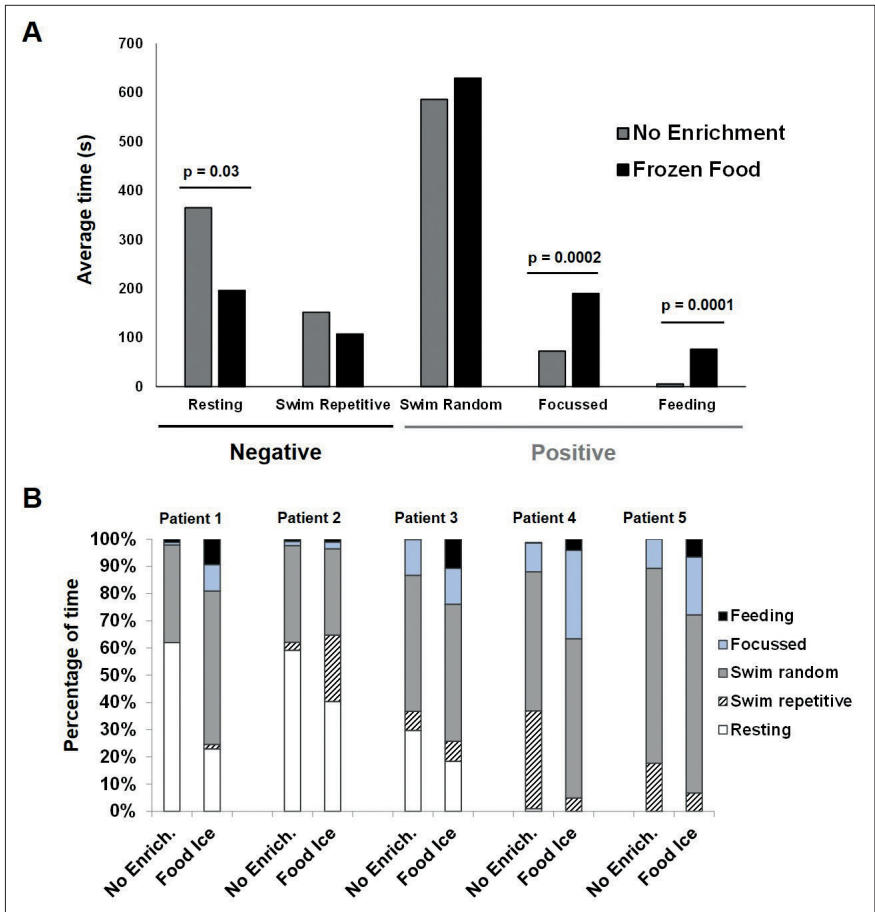 A
700
600
500
400
300
200
100
0
Average time (s)
No Enrichment
Frozen Food
p = 0.03
p = 0.0002
p = 0.0001
Resting Swim Repetitive Swim Random Focussed Feeding
Negative Positive
B
Patient 1 Patient 2 Patient 3 Patient 4 Patient 5
100%
90%
80%
70%
60%
50%
40%
30%
20%
10%
0%
Percentage of time
Feeding
Focussed
Swim random
Swim repetitive
Resting
No Enrich. Food Ice No Enrich. Food Ice No Enrich. Food Ice No Enrich. Food Ice No Enrich. Food Ice